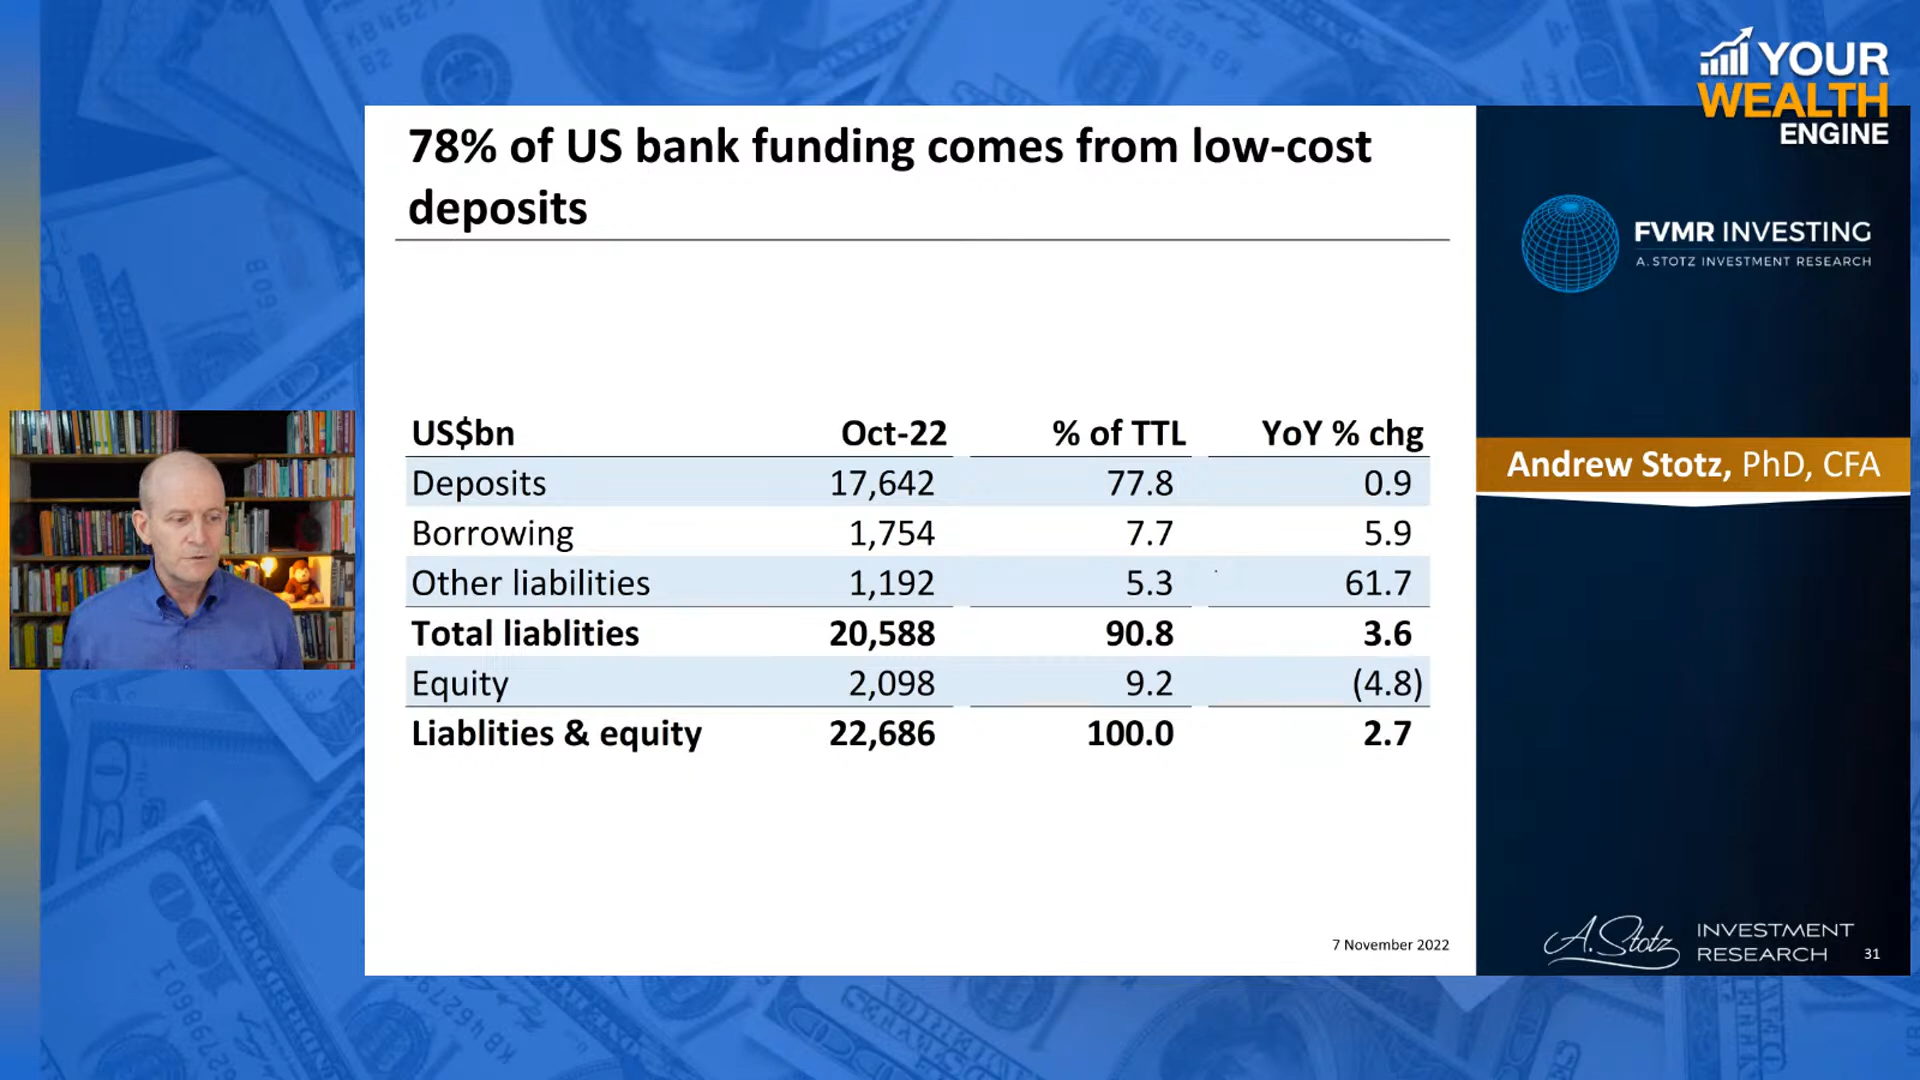 YOUR
WEALTH
ENGINE
78% of US bank funding comes from low-cost
deposits
FVMR INVESTING
A. STOTZ INVESTMENT RESEARCH
US$bn Oct-22 % of TTL YoY % chg
Deposits 17,642 77.8 0.9
Borrowing 1,754 7.7 5.9
Other liabilities 1,192 5.3 61.7
Total liablities 20,588 90.8 3.6
Equity 2,098 9.2 (4.8)
Liablities & equity 22,686 100.0 2.7
Andrew Stotz, PhD, CFA
7 November 2022
A. Stotz INVESTMENT
RESEARCH 31